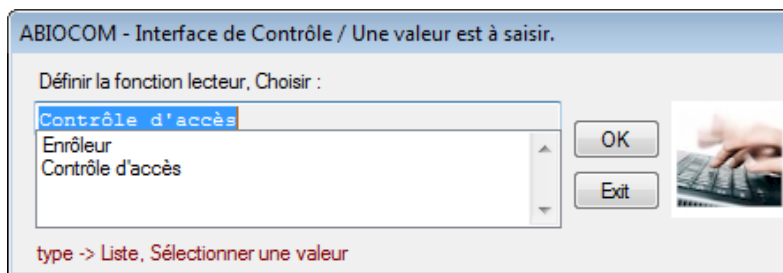 ABIOCOM - Interface de Contrôle / Une valeur est à saisir.
Définir la fonction lecteur, Choisir :
Contrôle d'accès
Enrôleur
Contrôle d'accès
OK
Exit
type -> Liste, Sélectionner une valeur